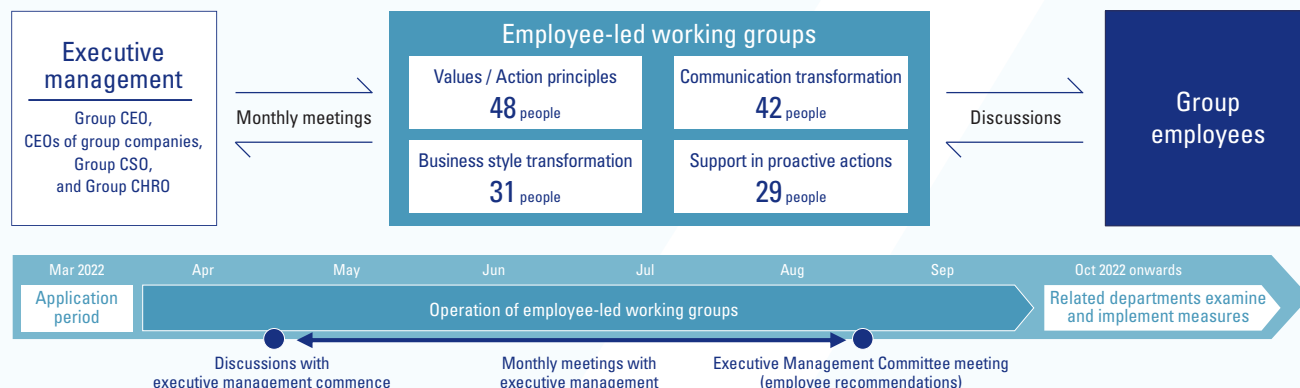 Executive
management
Group CEO,
CEOs of group companies,
Group CSO,
and Group CHRO
Monthly meetings
Employee-led working groups
Values / Action principles
48 people
Communication transformation
42 people
Business style transformation
31 people
Support in proactive actions
29 people
Discussions
Group
employees
Mar 2022
Apr
May
Jun
Jul
Aug
Sep
Oct 2022 onwards
Application
period
Operation of employee-led working groups
Related departments examine
and implement measures
Discussions with
executive management commence
Monthly meetings with
executive management
Executive Management Committee meeting
(employee recommendations)